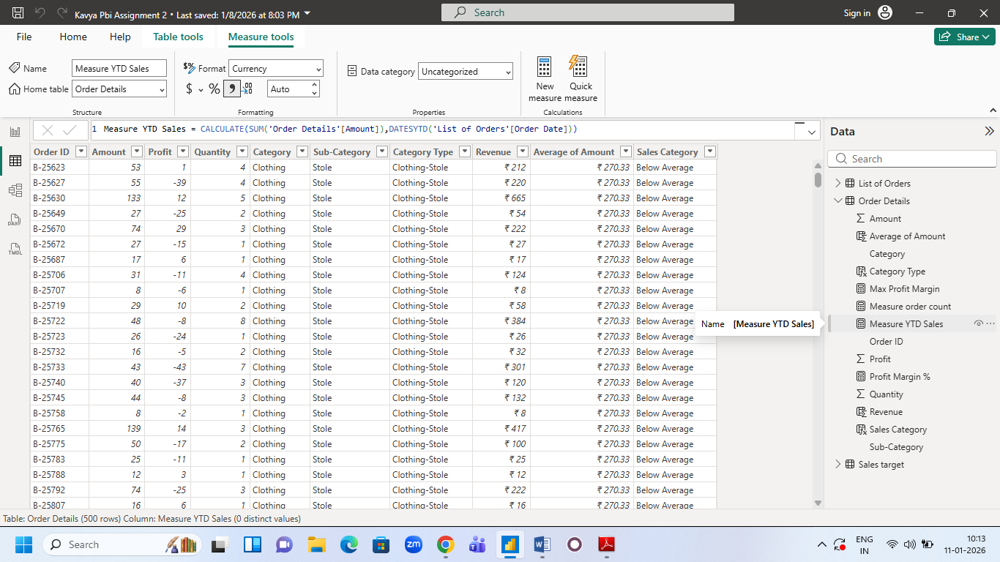 Kavya Pbi Assignment 2 • Last saved: 1/8/2026 at 8:03 PM
Search
Sign in
File Home Help Table tools Measure tools
Share
Name Measure YTD Sales
Home table Order Details
Structure
$% Format Currency
$ % 9 Auto
Formatting
Data category Uncategorized
Properties
New measure
Quick measure
Calculations
1 Measure YTD Sales = CALCULATE(SUM('Order Details'[Amount]),DATESYTD('List of Orders'[Order Date]))
Order ID Amount Profit Quantity Category Sub-Category Category Type Revenue Average of Amount Sales Category
B-25623 53 1 4 Clothing Stole Clothing-Stole ₹ 212 ₹ 270.33 Below Average
B-25627 55 -39 4 Clothing Stole Clothing-Stole ₹ 220 ₹ 270.33 Below Average
B-25630 133 12 5 Clothing Stole Clothing-Stole ₹ 665 ₹ 270.33 Below Average
B-25649 27 -25 2 Clothing Stole Clothing-Stole ₹ 54 ₹ 270.33 Below Average
B-25670 74 29 3 Clothing Stole Clothing-Stole ₹ 222 ₹ 270.33 Below Average
B-25672 27 -15 1 Clothing Stole Clothing-Stole ₹ 27 ₹ 270.33 Below Average
B-25687 17 6 1 Clothing Stole Clothing-Stole ₹ 17 ₹ 270.33 Below Average
B-25706 31 -11 4 Clothing Stole Clothing-Stole ₹ 124 ₹ 270.33 Below Average
B-25707 8 -6 1 Clothing Stole Clothing-Stole ₹ 8 ₹ 270.33 Below Average
B-25719 29 10 2 Clothing Stole Clothing-Stole ₹ 58 ₹ 270.33 Below Average
B-25722 48 -8 8 Clothing Stole Clothing-Stole ₹ 384 ₹ 270.33 Below Average
B-25723 26 -24 1 Clothing Stole Clothing-Stole ₹ 26 ₹ 270.33 Below Average
B-25732 16 -5 2 Clothing Stole Clothing-Stole ₹ 32 ₹ 270.33 Below Average
B-25733 43 -43 7 Clothing Stole Clothing-Stole ₹ 301 ₹ 270.33 Below Average
B-25740 40 -37 3 Clothing Stole Clothing-Stole ₹ 120 ₹ 270.33 Below Average
B-25745 44 -8 3 Clothing Stole Clothing-Stole ₹ 132 ₹ 270.33 Below Average
B-25758 8 -2 1 Clothing Stole Clothing-Stole ₹ 8 ₹ 270.33 Below Average
B-25765 139 14 3 Clothing Stole Clothing-Stole ₹ 417 ₹ 270.33 Below Average
B-25775 50 -17 2 Clothing Stole Clothing-Stole ₹ 100 ₹ 270.33 Below Average
B-25783 25 -11 1 Clothing Stole Clothing-Stole ₹ 25 ₹ 270.33 Below Average
B-25788 12 3 1 Clothing Stole Clothing-Stole ₹ 12 ₹ 270.33 Below Average
B-25792 74 -25 3 Clothing Stole Clothing-Stole ₹ 222 ₹ 270.33 Below Average
B-25807 16 6 1 Clothing Stole Clothing-Stole ₹ 16 ₹ 270.33 Below Average
Name [Measure YTD Sales]
DAX
TMDL
Data
Search
List of Orders
Order Details
Amount
Average of Amount
Category
Category Type
Max Profit Margin
Measure order count
Measure YTD Sales
Order ID
Profit
Profit Margin %
Quantity
Revenue
Sales Category
Sub-Category
Sales target
Table: Order Details (500 rows) Column: Measure YTD Sales (0 distinct values)
Search
zm
ENG
IN
10:13
11-01-2026